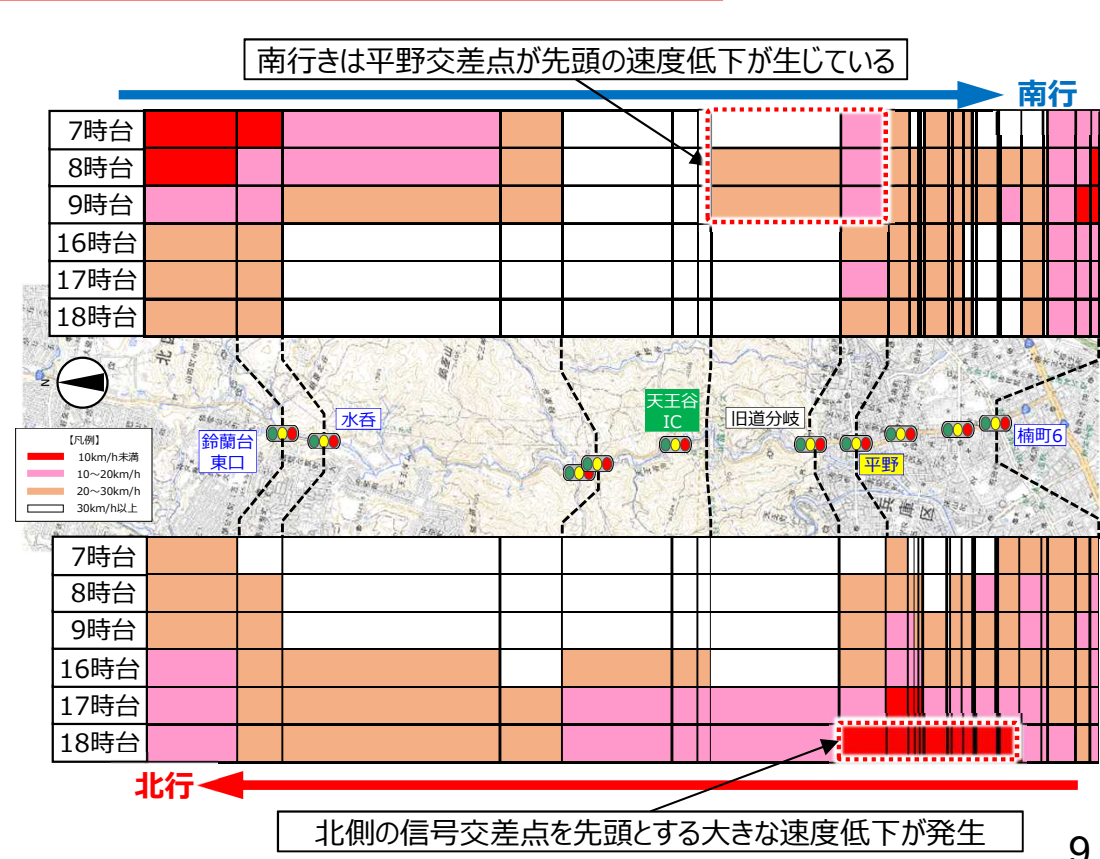 南行きは平野交差点が先頭の速度低下が生じている
南行
7時台
8時台
9時台
16時台
17時台
18時台
N
天王谷
IC
水呑
旧道分岐
鈴蘭台
東口
楠町6
平野
兵庫区
【凡例】
10km/h未満
10～20km/h
20～30km/h
30km/h以上
7時台
8時台
9時台
16時台
17時台
18時台
北行
北側の信号交差点を先頭とする大きな速度低下が発生
9